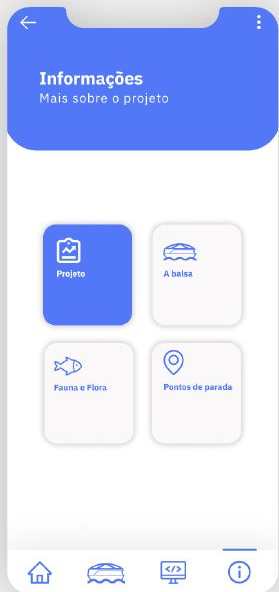 Informações
Mais sobre o projeto
Projeto
A balsa
Fauna e Flora
Pontos de parada